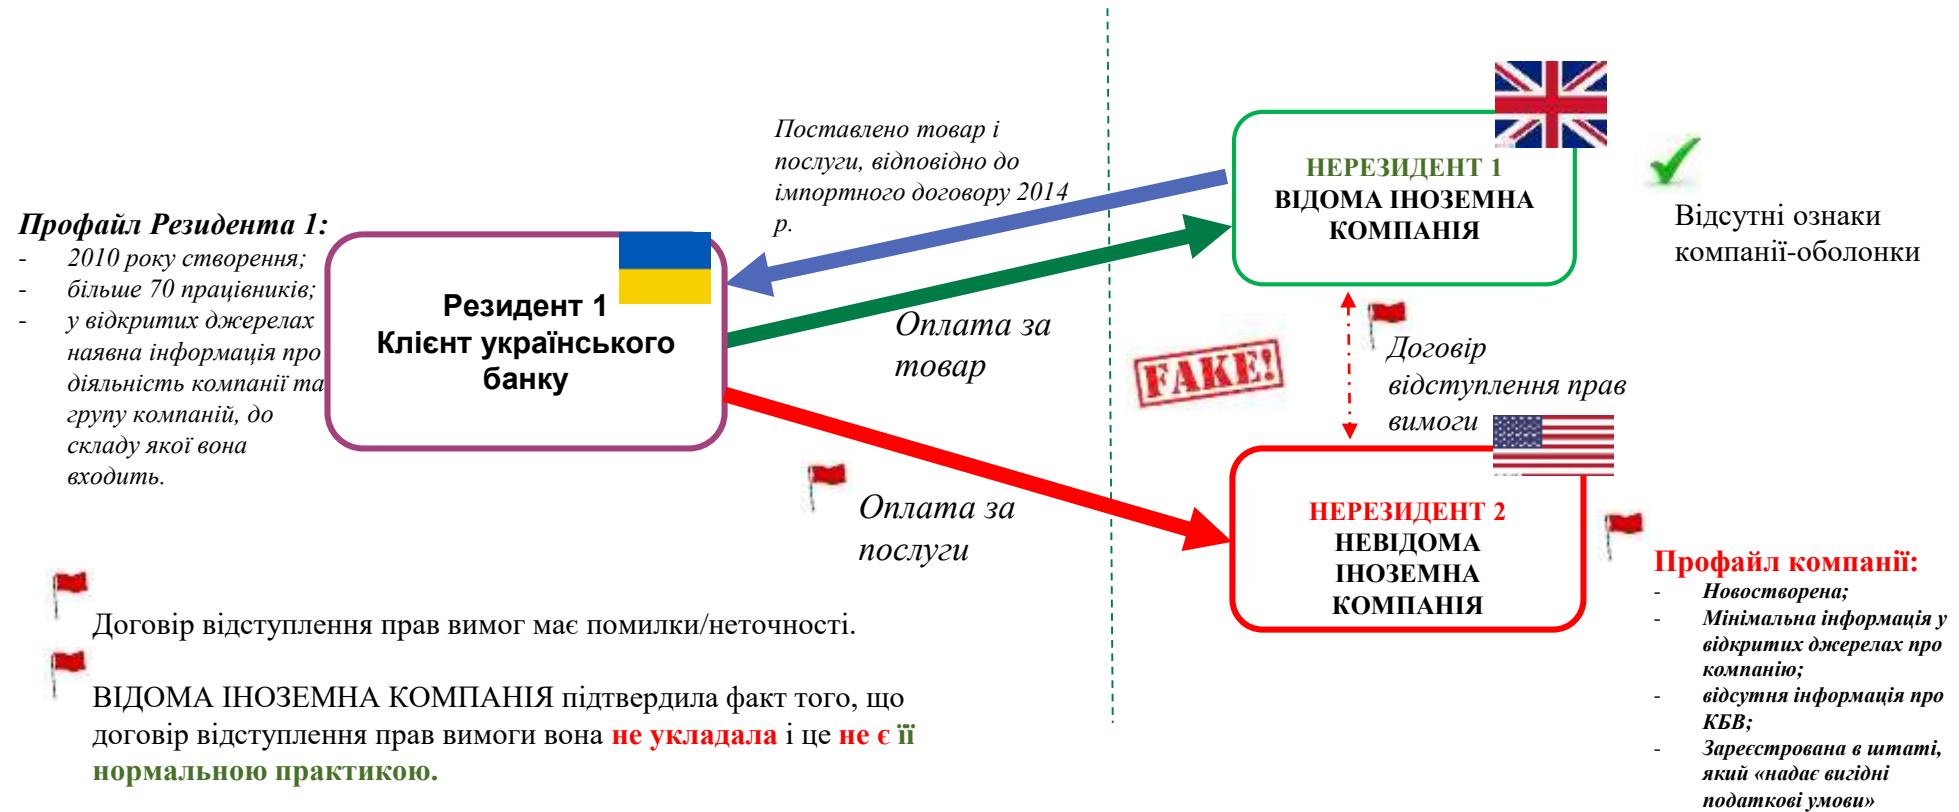 Профайл Резидента 1:
- 2010 року створення;
- більше 70 працівників;
- у відкритих джерелах
наявна інформація про
діяльність компанії та
групу компаній, до
складу якої вона
входить.
Резидент 1
Клієнт українського
банку
Поставлено товар і
послуги, відповідно до
імпортного договору 2014
р.
Оплата за
товар
Оплата за
послуги
НЕРЕЗИДЕНТ 1
ВІДОМА ІНОЗЕМНА
КОМПАНІЯ
Відсутні ознаки
компанії-оболонки
FAKE!
Договір
відступлення прав
вимоги
НЕРЕЗИДЕНТ 2
НЕВІДОМА
ІНОЗЕМНА
КОМПАНІЯ
Профайл компанії:
- Новостворена;
- Мінімальна інформація у
відкритих джерелах про
компанію;
- відсутня інформація про
КБВ;
- Зареєстрована в штаті,
який «надає вигідні
податкові умови»
Договір відступлення прав вимог має помилки/неточності.
ВІДОМА ІНОЗЕМНА КОМПАНІЯ підтвердила факт того, що
договір відступлення прав вимоги вона не укладала і це не є її
нормальною практикою.